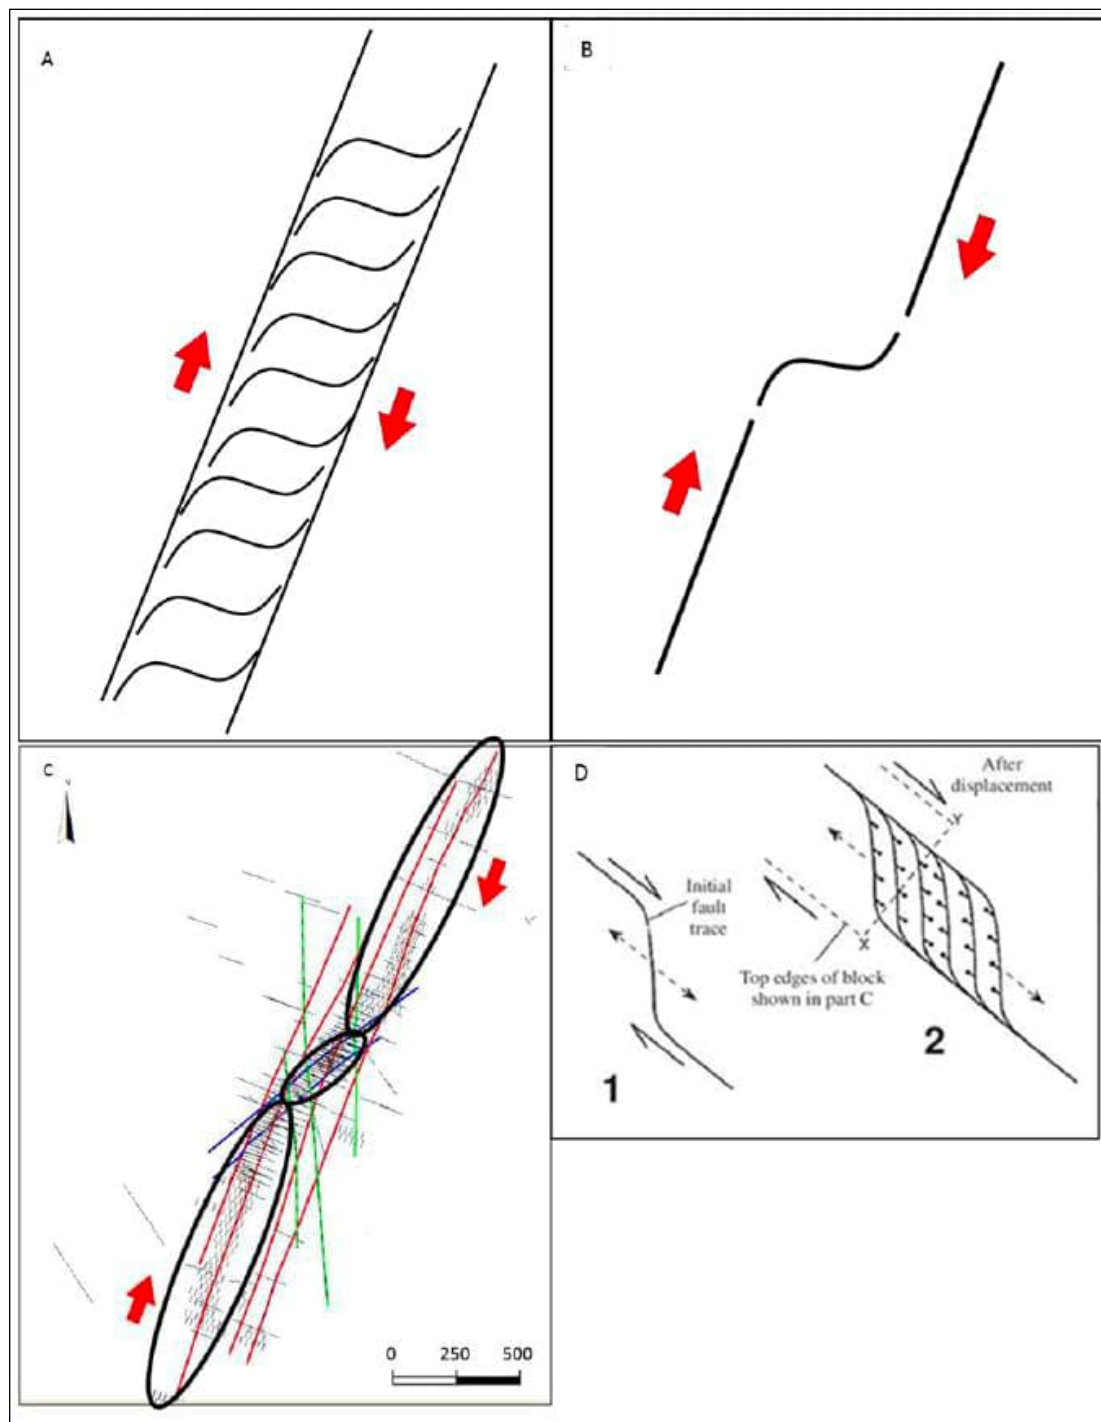 A
B
C
N
0 250 500
D
After
displacement
Initial
fault
trace
Y
X
Top edges of block
shown in part C
1
2